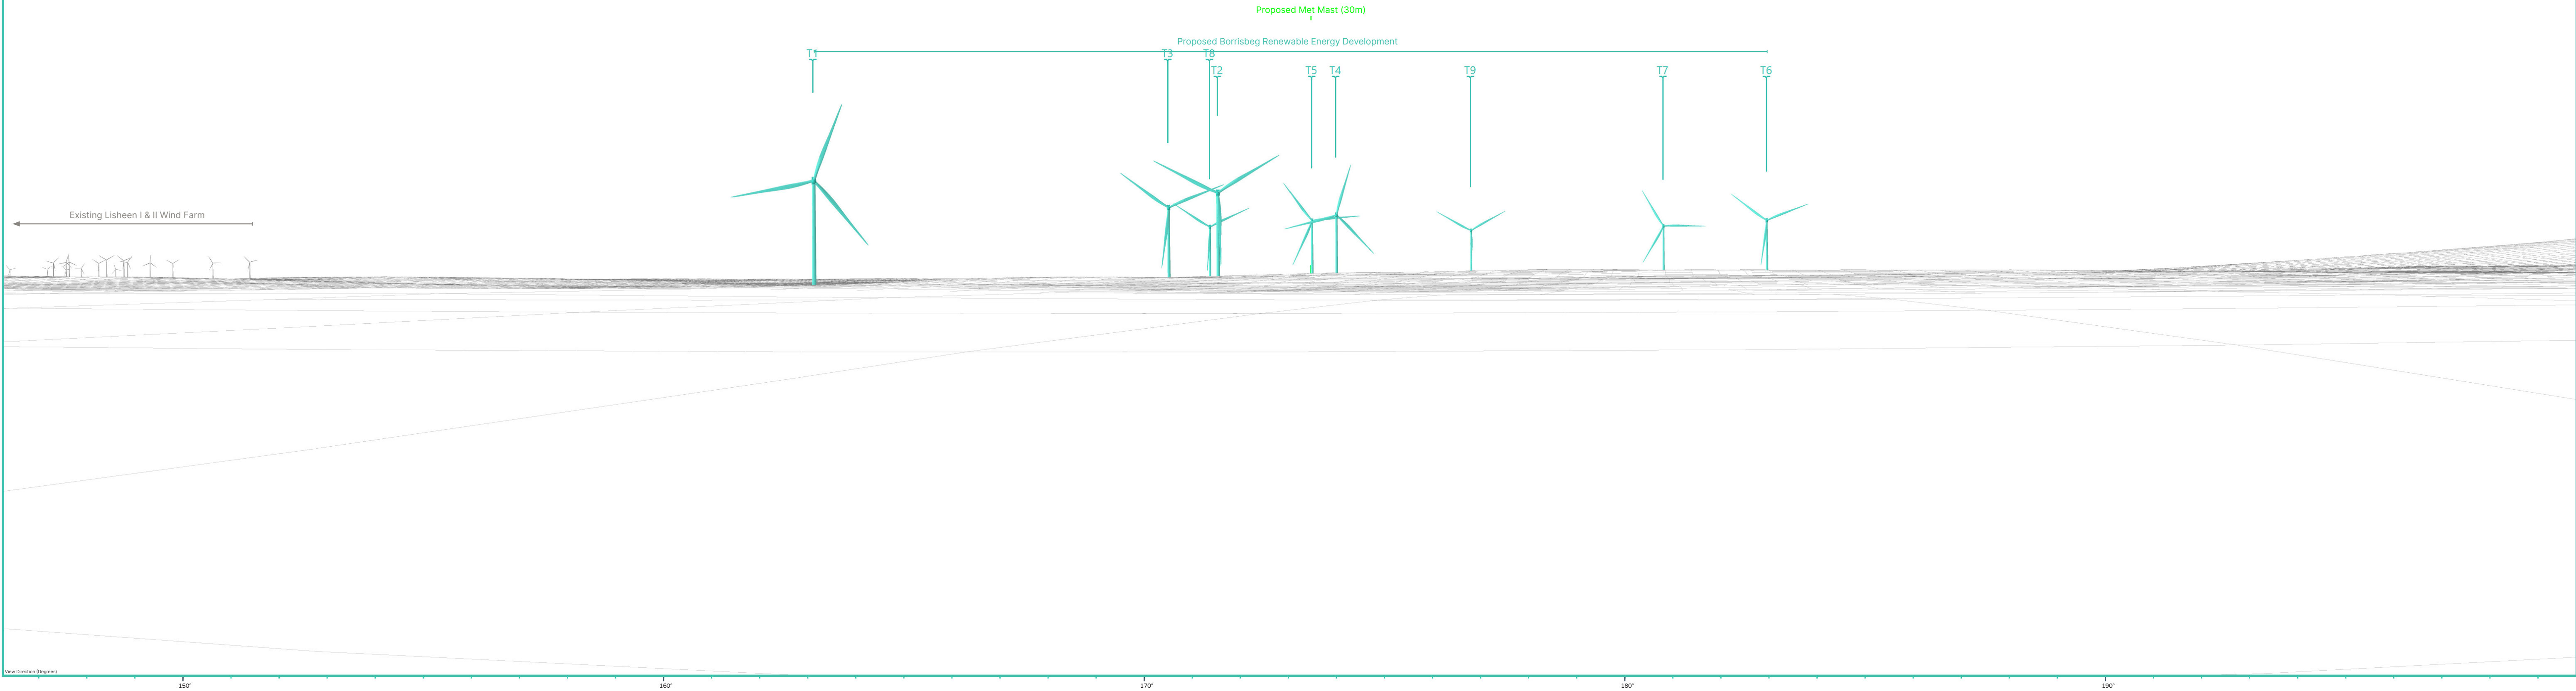 Proposed Met Mast (30m)
Proposed Borrisbeg Renewable Energy Development
T1
T3
T8
T2
T5
T4
T9
T7
T6
Existing Lisheen I & II Wind Farm
View Direction (Degrees)
150°
160°
170°
180°
190°